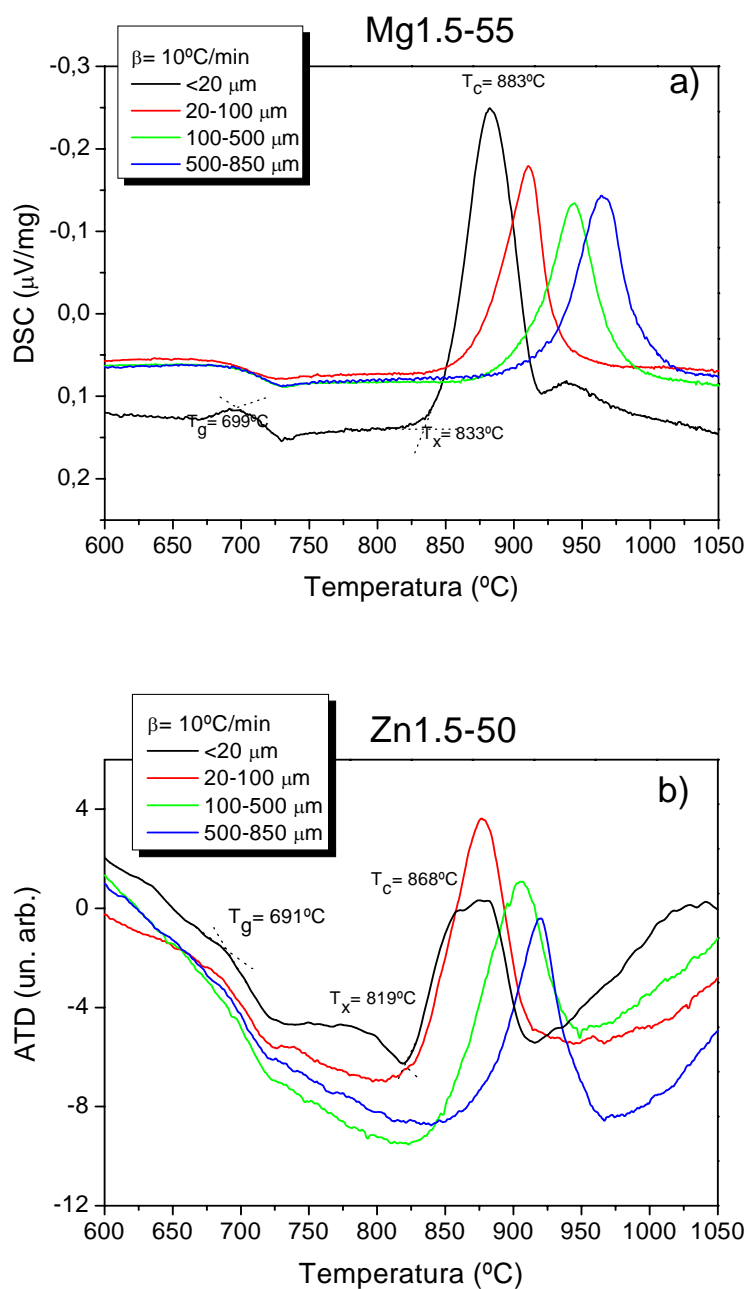 Mg1.5-55
β= 10ºC/min
<20 μm
20-100 μm
100-500 μm
500-850 μm
a)
T_c= 883ºC
T_g= 699ºC
T_x= 833ºC
-0,3
-0,2
-0,1
0,0
0,1
0,2
DSC (μV/mg)
600 650 700 750 800 850 900 950 1000 1050
Temperatura (ºC)
Zn1.5-50
β= 10ºC/min
<20 μm
20-100 μm
100-500 μm
500-850 μm
b)
T_c= 868ºC
T_g= 691ºC
T_x= 819ºC
4
0
-4
-8
-12
ATD (un. arb.)
600 650 700 750 800 850 900 950 1000 1050
Temperatura (ºC)